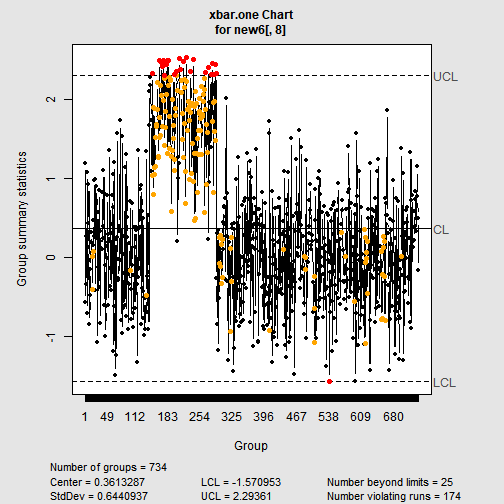 xbar.one Chart
for new6[, 8]
Group summary statistics
2
1
0
-1
UCL
CL
LCL
1 49 112 183 254 325 396 467 538 609 680
Group
Number of groups = 734
Center = 0.3613287 LCL = -1.570953 Number beyond limits = 25
StdDev = 0.6440937 UCL = 2.29361 Number violating runs = 174